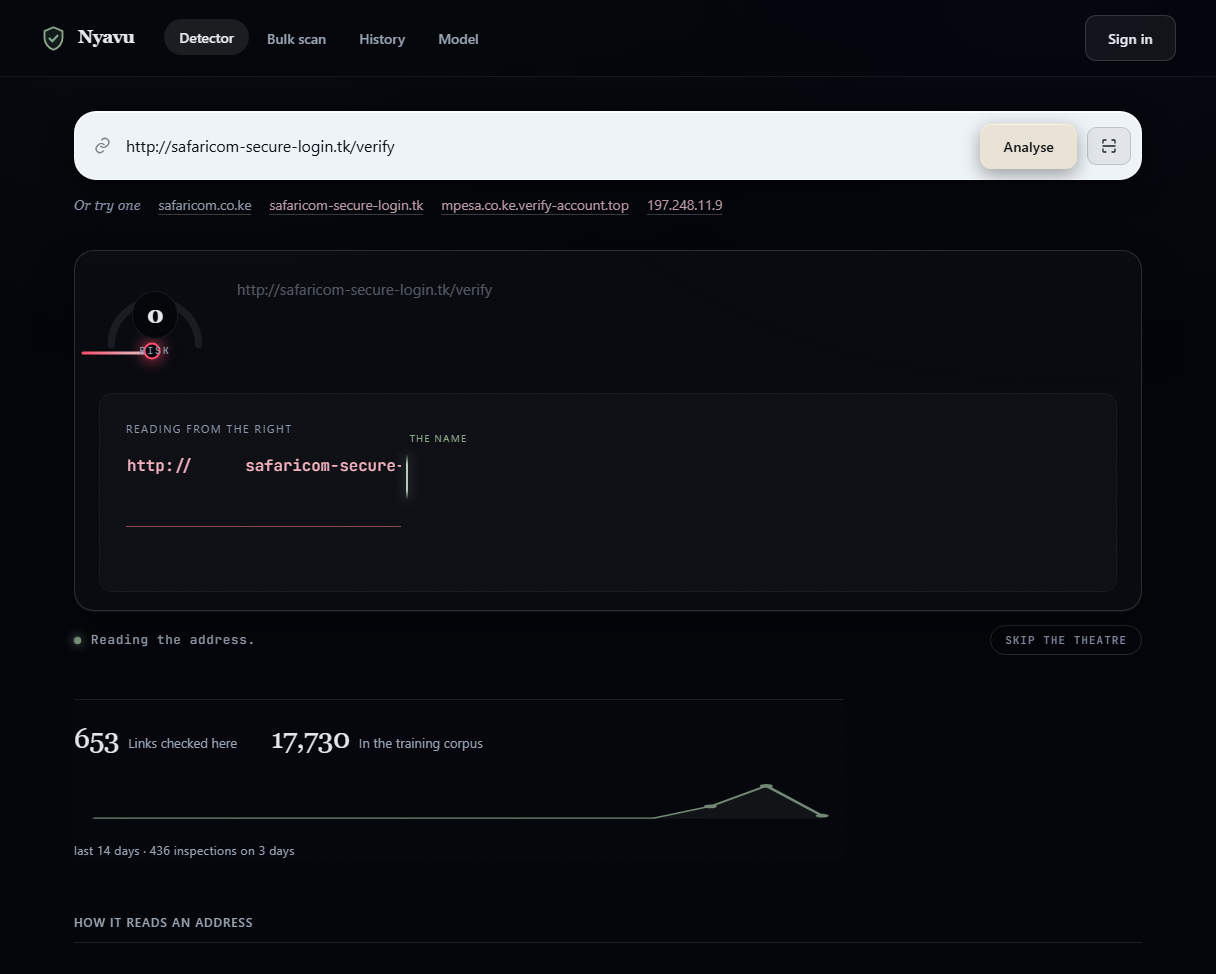 Nyavu
Detector Bulk scan History Model
Sign in
http://safaricom-secure-login.tk/verify
Analyse
Or try one safaricom.co.ke safaricom-secure-login.tk mpesa.co.ke.verify-account.top 197.248.11.9
http://safaricom-secure-login.tk/verify
0
RISK
READING FROM THE RIGHT
THE NAME
http:// safaricom-secure-
Reading the address.
SKIP THE THEATRE
653 Links checked here 17,730 In the training corpus
last 14 days · 436 inspections on 3 days
HOW IT READS AN ADDRESS